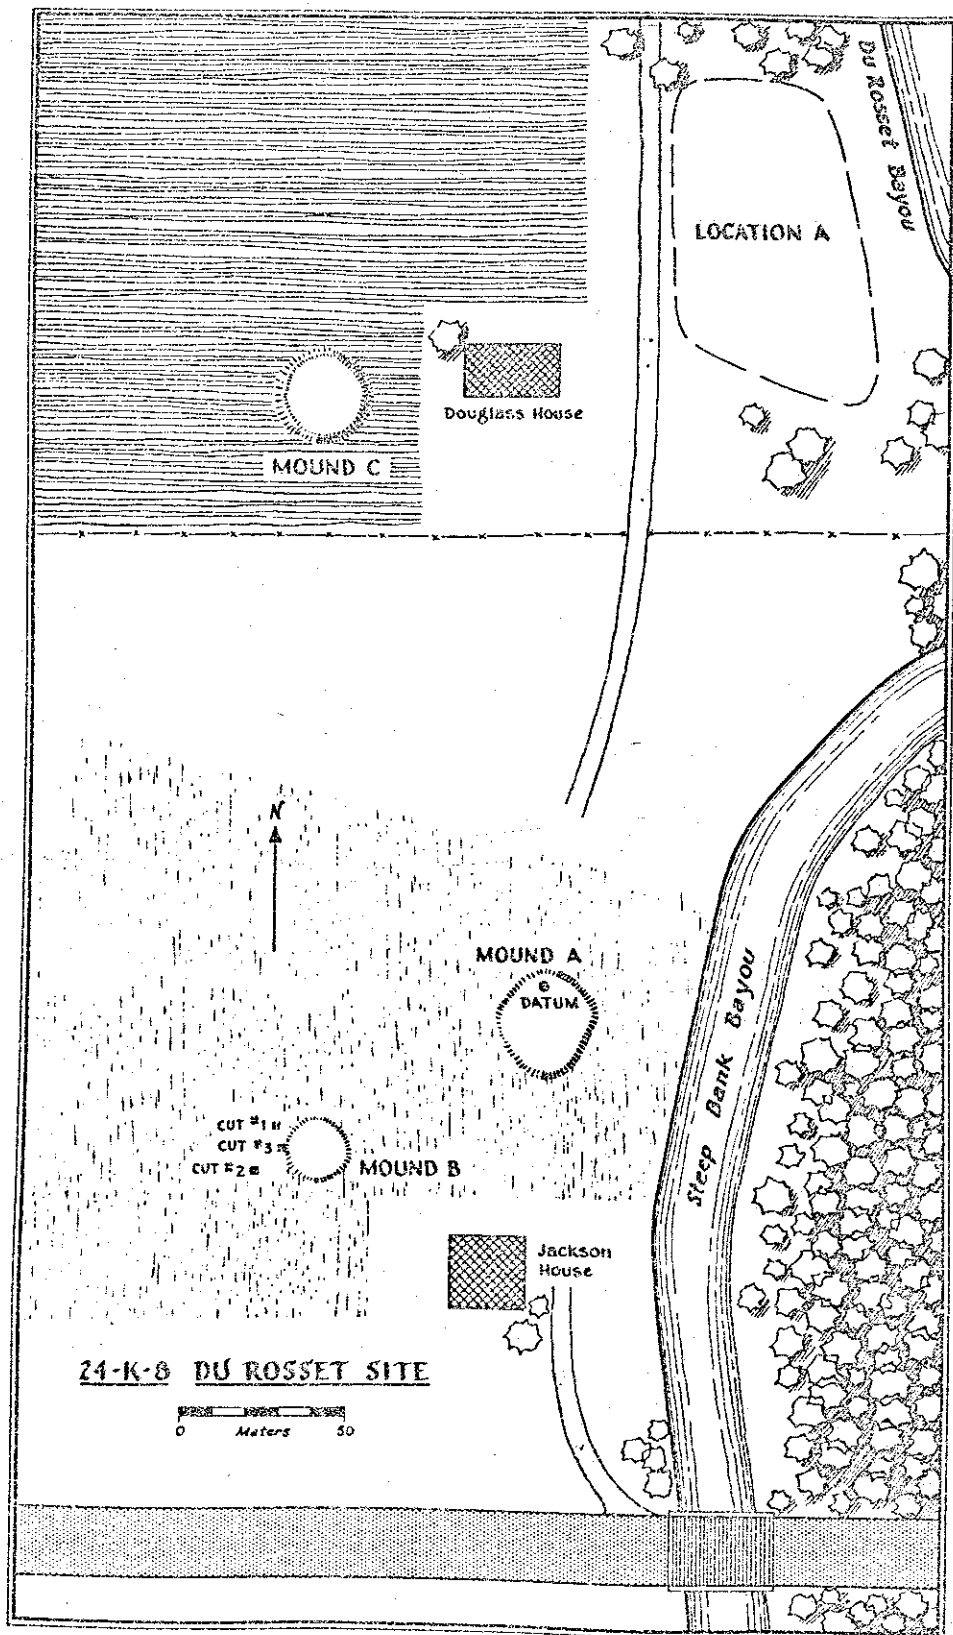 Du Rosset Bayou
LOCATION A
Douglass House
MOUND C
N
MOUND A
DATUM
Steep Bank Bayou
CUT #1
CUT #3
CUT #2
MOUND B
Jackson
House
24-K-8 DU ROSSET SITE
0 Meters 50